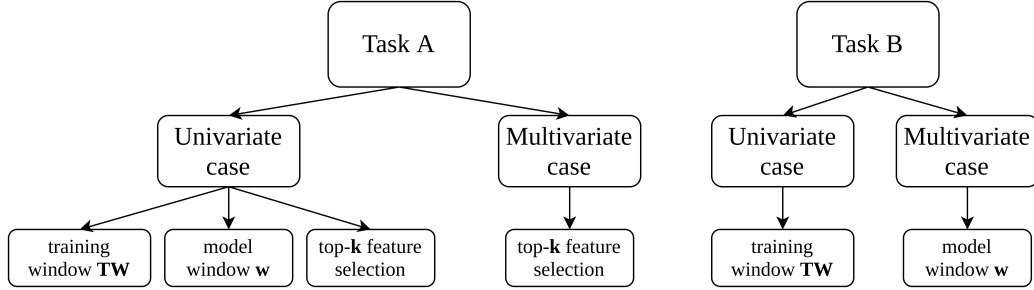 Task A
Task B
Univariate
case
Multivariate
case
Univariate
case
Multivariate
case
training
window TW
model
window w
top-k feature
selection
top-k feature
selection
training
window TW
model
window w